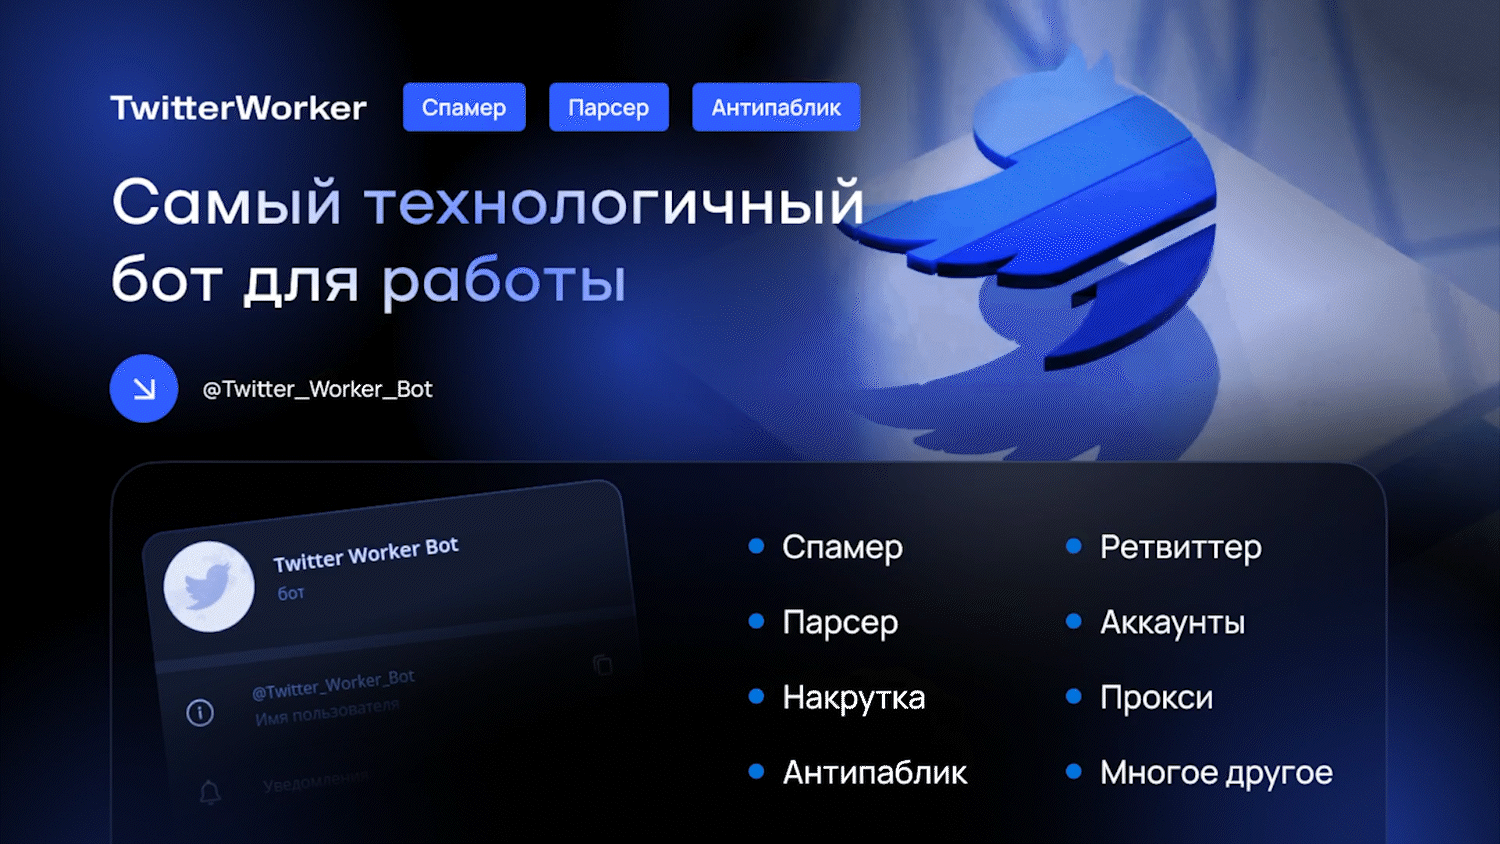 TwitterWorker
Спамер
Парсер
Антипаблик
Самый технологичный
бот для работы
@Twitter_Worker_Bot
Twitter Worker Bot
бот
@Twitter_Worker_Bot
Имя пользователя
Уведомления
Спамер
Парсер
Накрутка
Антипаблик
Ретвиттер
Аккаунты
Прокси
Многое другое